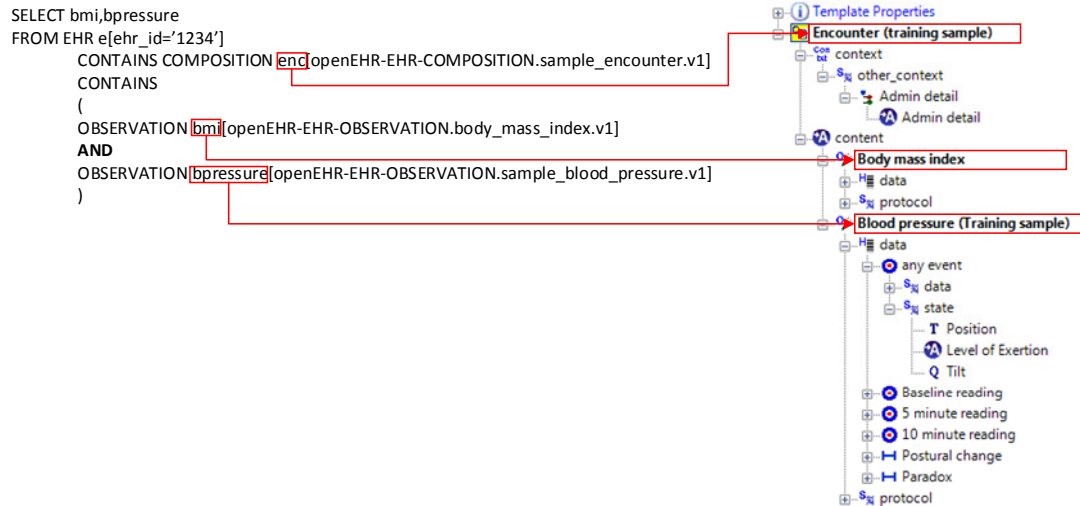 SELECT bmi,bpressure
FROM EHR e[ehr_id=’1234’]
CONTAINS COMPOSITION enc[openEHR-EHR-COMPOSITION.sample_encounter.v1]
CONTAINS
(
OBSERVATION bmi[openEHR-EHR-OBSERVATION.body_mass_index.v1]
AND
OBSERVATION bpressure[openEHR-EHR-OBSERVATION.sample_blood_pressure.v1]
)
Template Properties
Encounter (training sample)
context
other_context
Admin detail
Admin detail
content
Body mass index
data
protocol
Blood pressure (Training sample)
data
any event
data
state
T Position
Level of Exertion
Q Tilt
Baseline reading
5 minute reading
10 minute reading
Postural change
Paradox
protocol